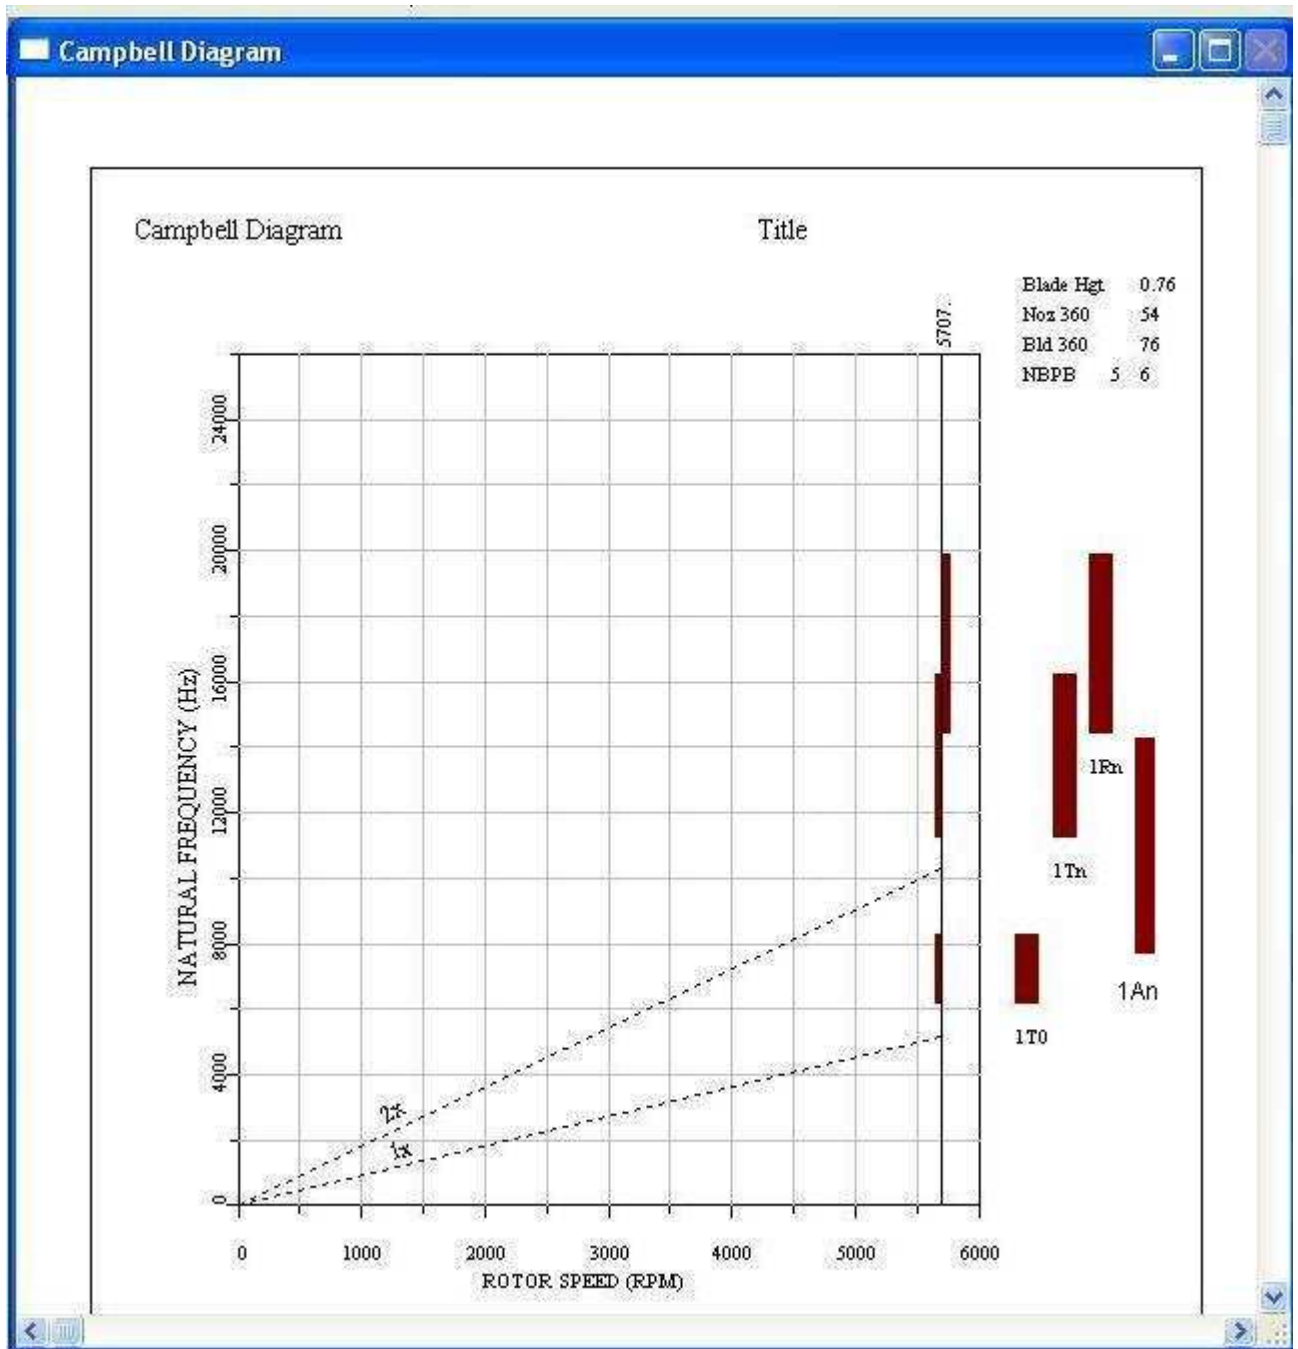 Campbell Diagram
Campbell Diagram Title
Blade Hgt 0.76
Noz 360 54
Bld 360 76
NBPB 5 6
5707.
24000
20000
16000
12000
8000
4000
0
NATURAL FREQUENCY (Hz)
2x
1x
1Rn
1Tn
1An
1T0
0 1000 2000 3000 4000 5000 6000
ROTOR SPEED (RPM)